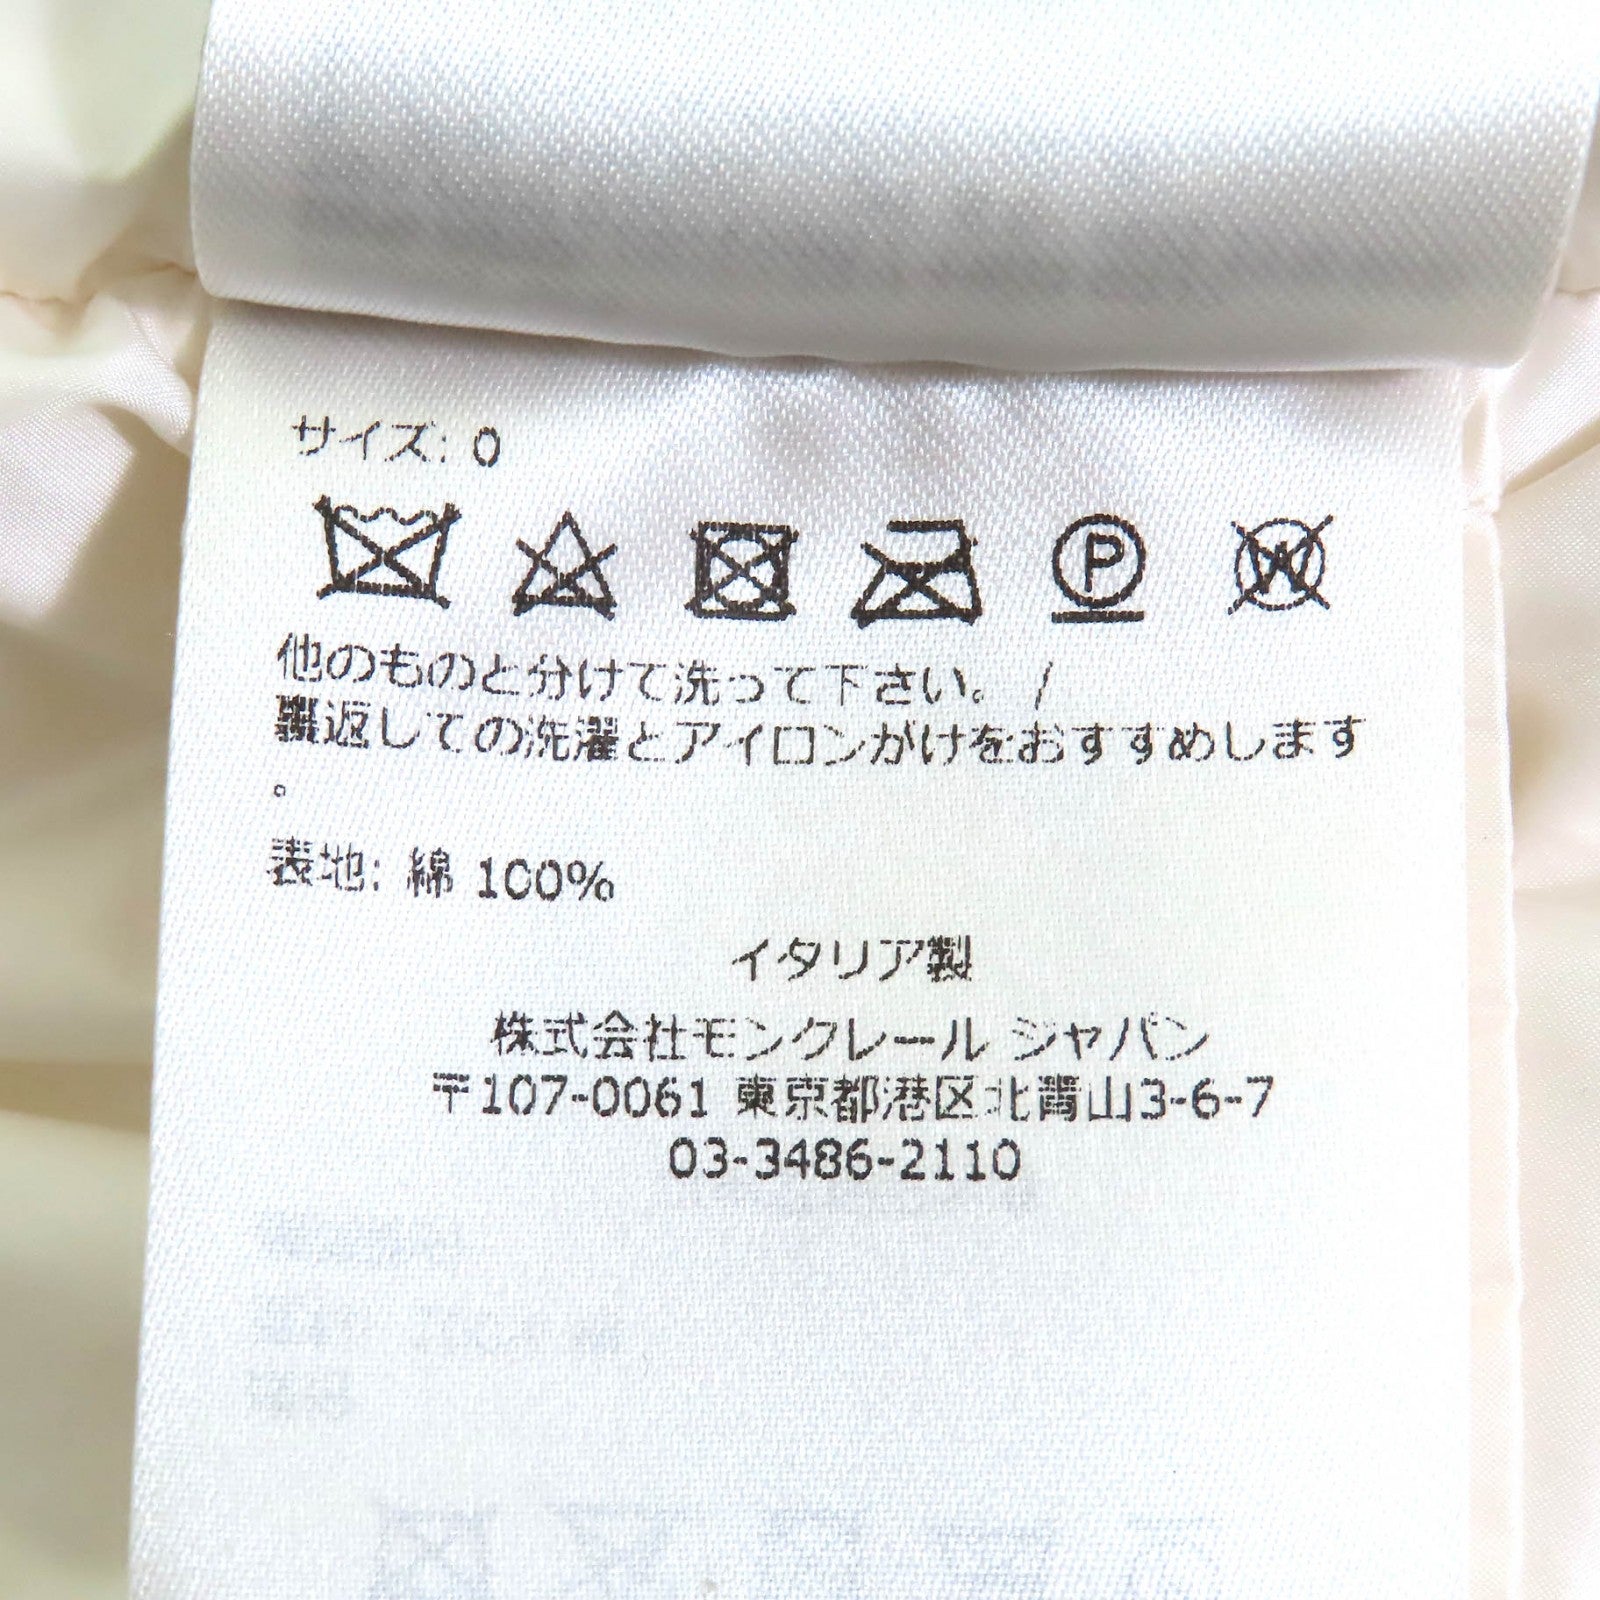 サイズ: 0
P W
他のものと分けて洗って下さい。 /
裏返しての洗濯とアイロンがけをおすすめします
。
表地: 綿 100%
イタリア製
株式会社モンクレール ジャパン
〒107-0061 東京都港区北青山3-6-7
03-3486-2110